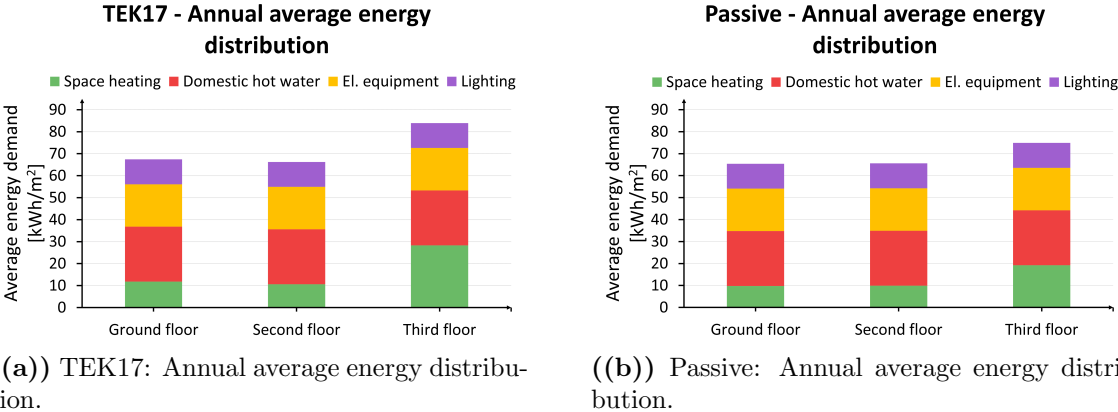 TEK17 - Annual average energy
distribution
Space heating Domestic hot water El. equipment Lighting
Average energy demand
[kWh/m²]
90
80
70
60
50
40
30
20
10
0
Ground floor Second floor Third floor
(a)) TEK17: Annual average energy distribu-
ion.
Passive - Annual average energy
distribution
Space heating Domestic hot water El. equipment Lighting
Average energy demand
[kWh/m²]
90
80
70
60
50
40
30
20
10
0
Ground floor Second floor Third floor
((b)) Passive: Annual average energy distri
bution.